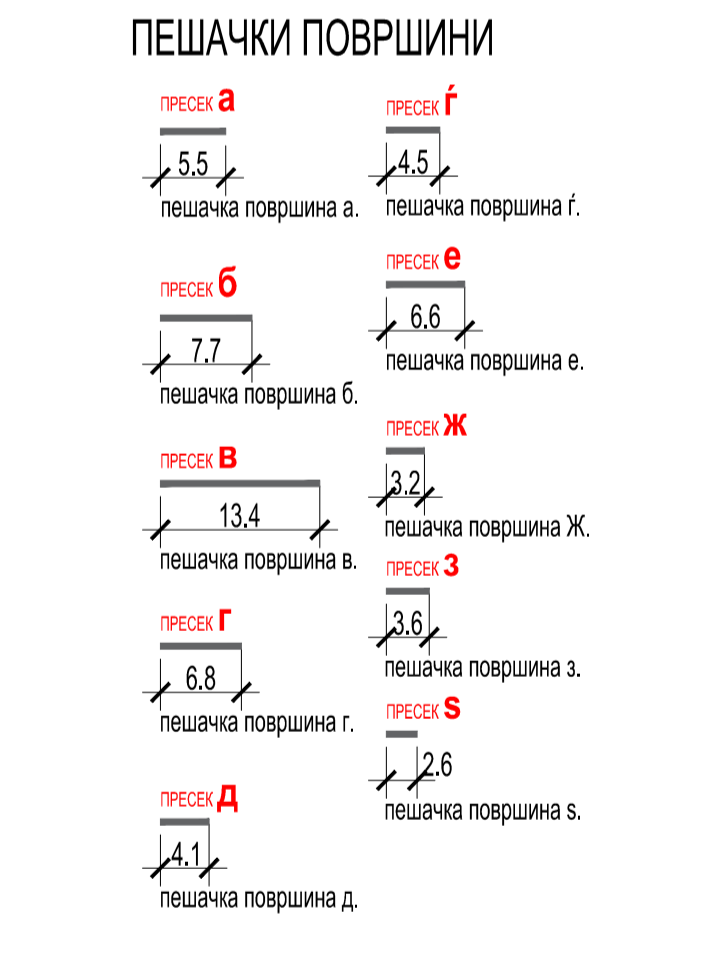 ПЕШАЧКИ ПОВРШИНИ
ПРЕСЕК а
5.5
пешачка површина а.
ПРЕСЕК б
7.7
пешачка површина б.
ПРЕСЕК в
13.4
пешачка површина в.
ПРЕСЕК г
6.8
пешачка површина г.
ПРЕСЕК д
4.1
пешачка површина д.
ПРЕСЕК ѓ
4.5
пешачка површина ѓ.
ПРЕСЕК е
6.6
пешачка површина е.
ПРЕСЕК ж
3.2
пешачка површина Ж.
ПРЕСЕК з
3.6
пешачка површина з.
ПРЕСЕК ѕ
2.6
пешачка површина ѕ.